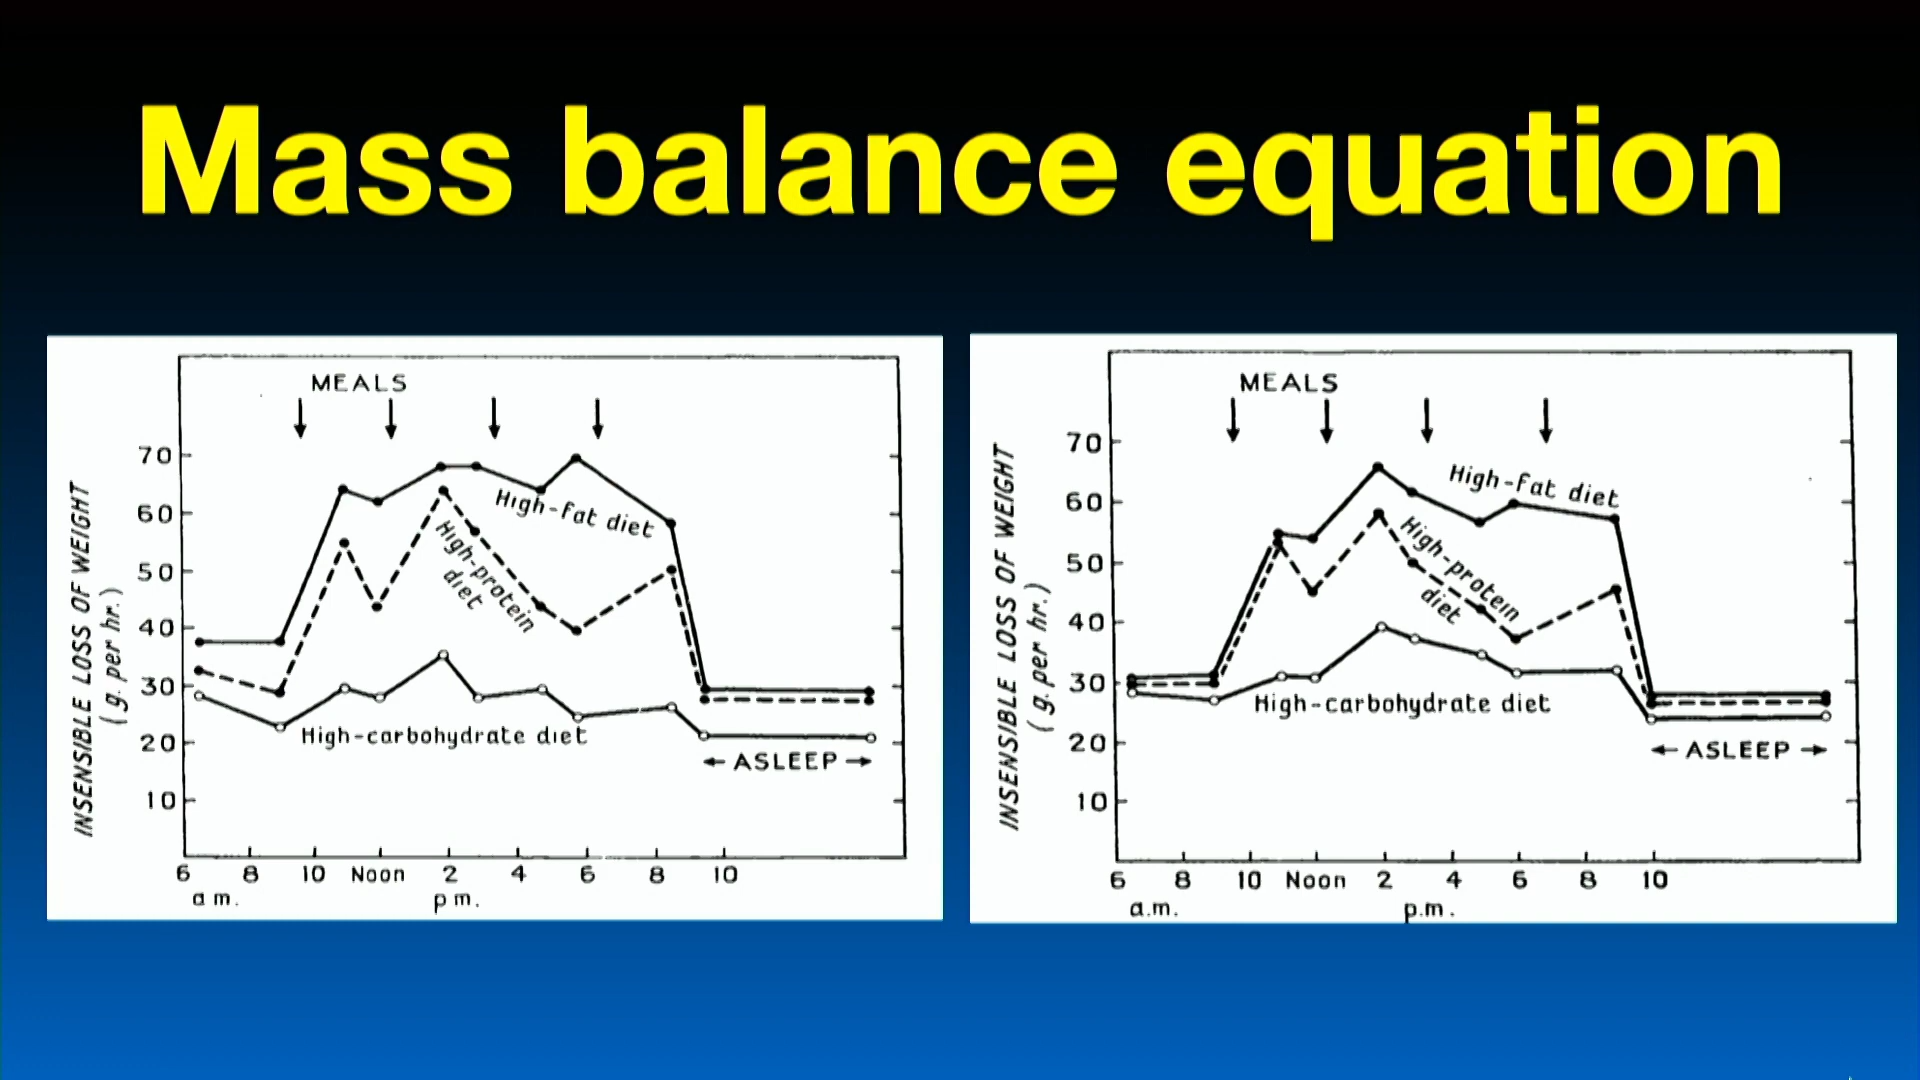 Mass balance equation
MEALS
70
60
50
40
30
20
10
INSENSIBLE LOSS OF WEIGHT
(g. per hr.)
High-fat diet
High-protein
diet
High-carbohydrate diet
← ASLEEP →
6 8 10 Noon 2 4 6 8 10
a m. p m.
MEALS
70
60
50
40
30
20
10
INSENSIBLE LOSS OF WEIGHT
(g. per hr.)
High-fat diet
High-protein
diet
High-carbohydrate diet
← ASLEEP →
6 8 10 Noon 2 4 6 8 10
a.m. p.m.